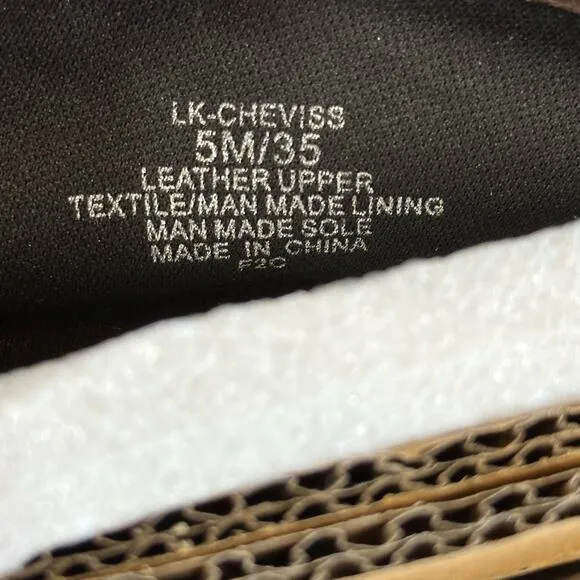 LK-CHEVISS
5M/35
LEATHER UPPER
TEXTILE/MAN MADE LINING
MAN MADE SOLE
MADE IN CHINA
F2C